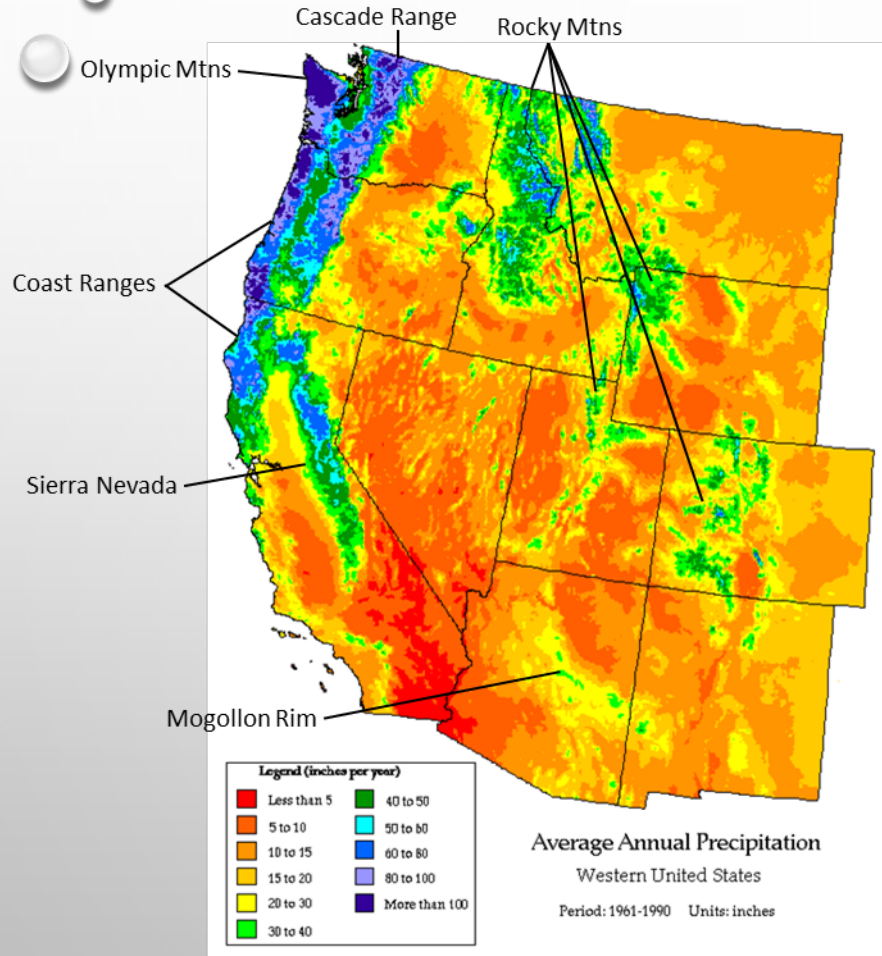 Cascade Range
Rocky Mtns
Olympic Mtns
Coast Ranges
Sierra Nevada
Mogollon Rim
Legend (inches per year)
Less than 5
5 to 10
10 to 15
15 to 20
20 to 30
30 to 40
40 to 50
50 to 60
60 to 80
80 to 100
More than 100
Average Annual Precipitation
Western United States
Period: 1961-1990 Units: inches